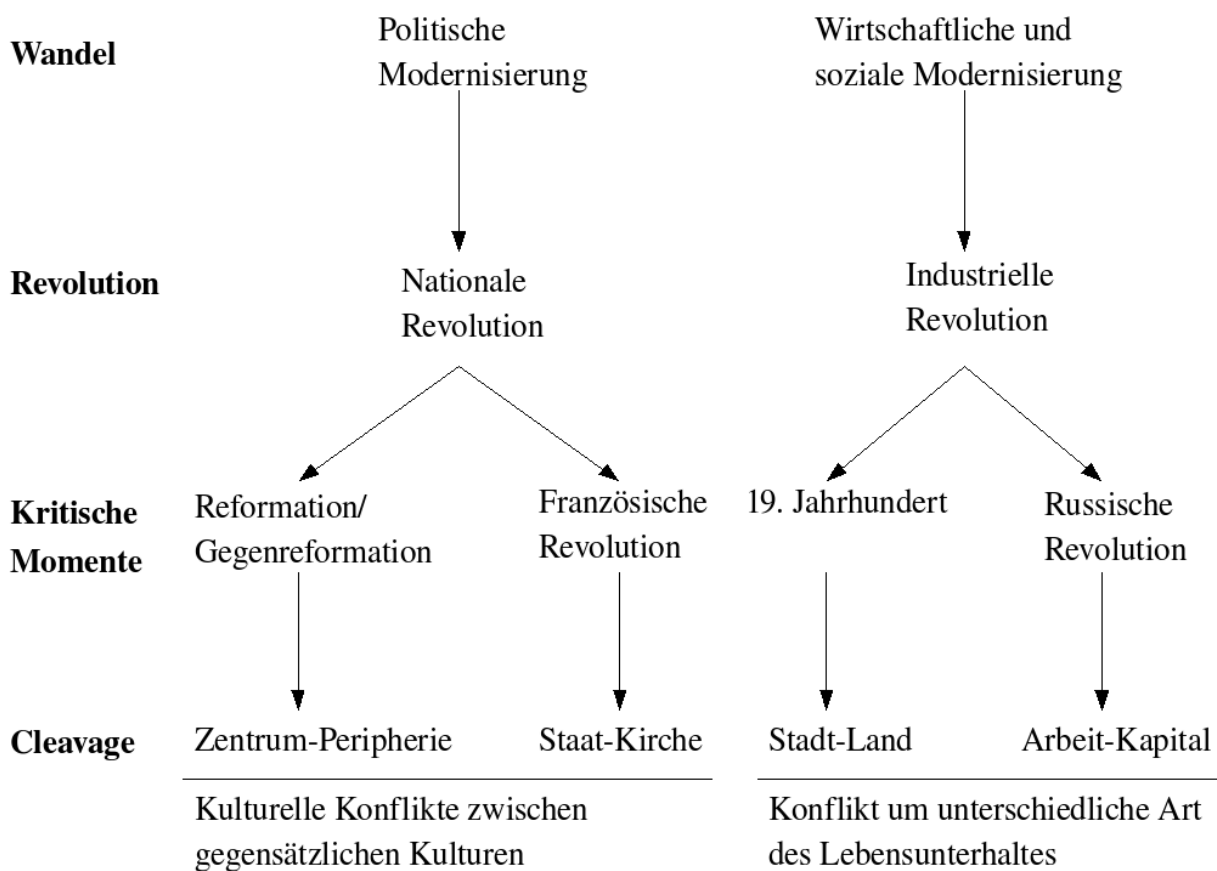 Wandel
Politische
Modernisierung
Wirtschaftliche und
soziale Modernisierung
Revolution
Nationale
Revolution
Industrielle
Revolution
Kritische
Momente
Reformation/
Gegenreformation
Französische
Revolution
19. Jahrhundert
Russische
Revolution
Cleavage
Zentrum-Peripherie
Staat-Kirche
Stadt-Land
Arbeit-Kapital
Kulturelle Konflikte zwischen
gegensätzlichen Kulturen
Konflikt um unterschiedliche Art
des Lebensunterhaltes